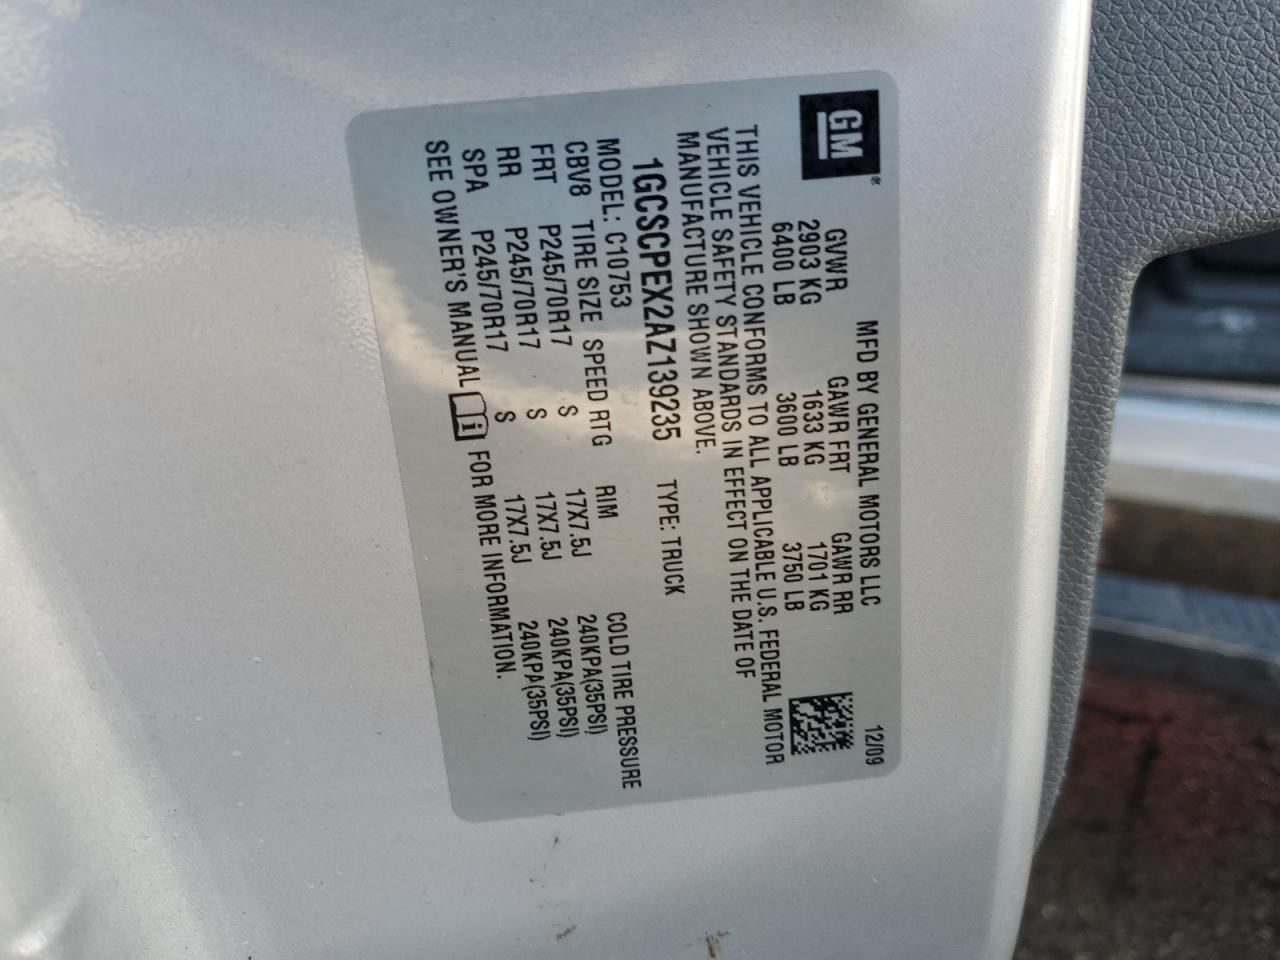 GM®
MFD BY GENERAL MOTORS LLC 12/09
GVWR GAWR FRT GAWR RR
2903 KG 1633 KG 1701 KG
6400 LB 3600 LB 3750 LB
THIS VEHICLE CONFORMS TO ALL APPLICABLE U.S. FEDERAL MOTOR
VEHICLE SAFETY STANDARDS IN EFFECT ON THE DATE OF
MANUFACTURE SHOWN ABOVE.
1GCSCPEX2AZ139235 TYPE: TRUCK
MODEL: C10753
CBV8 TIRE SIZE SPEED RTG RIM COLD TIRE PRESSURE
FRT P245/70R17 S 17X7.5J 240KPA(35PSI)
RR P245/70R17 S 17X7.5J 240KPA(35PSI)
SPA P245/70R17 S 17X7.5J 240KPA(35PSI)
SEE OWNER'S MANUAL i FOR MORE INFORMATION.